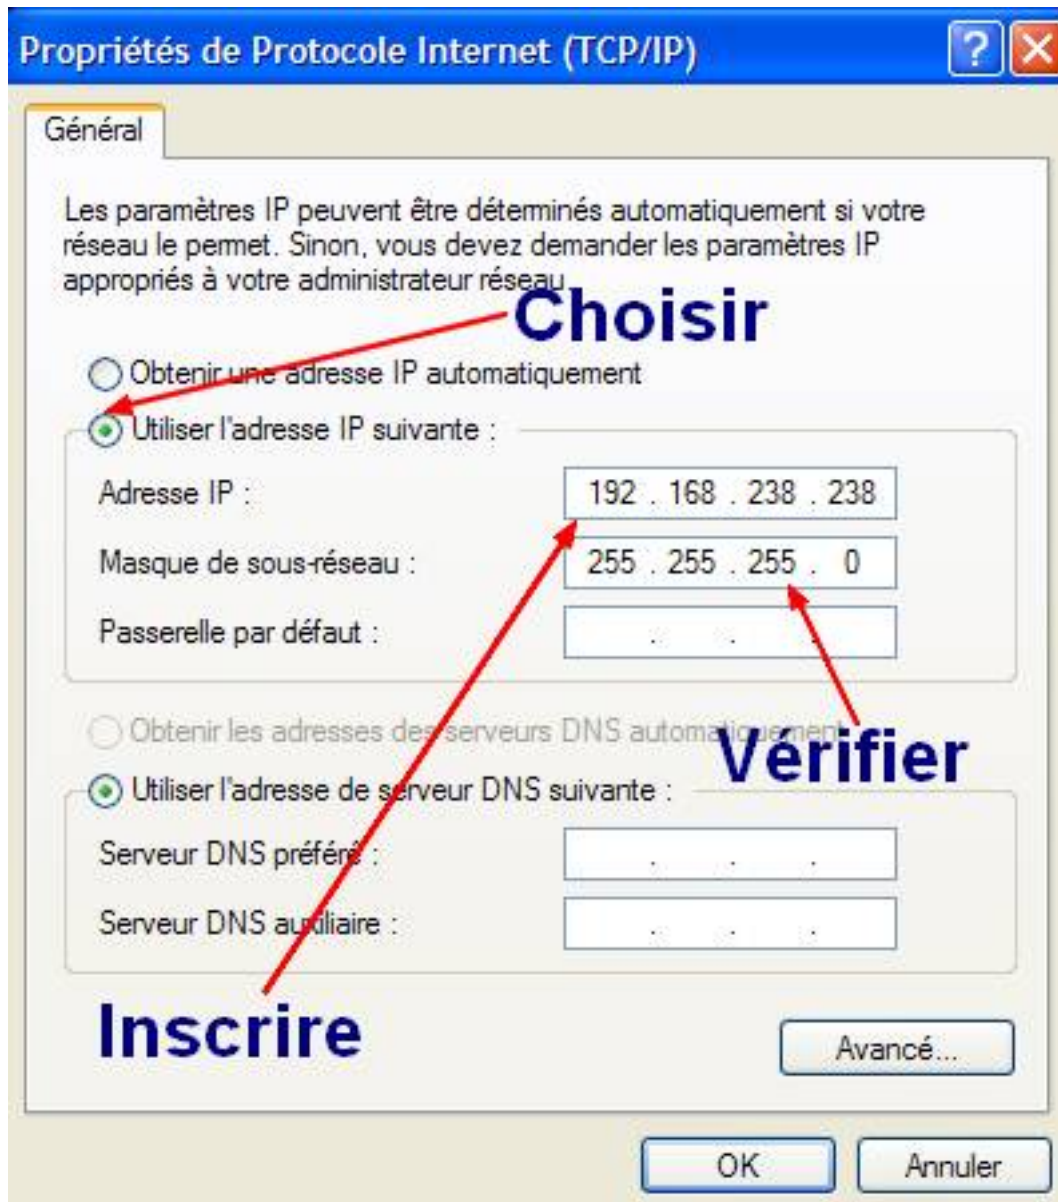 Propriétés de Protocole Internet (TCP/IP)
Général
Les paramètres IP peuvent être déterminés automatiquement si votre
réseau le permet. Sinon, vous devez demander les paramètres IP
appropriés à votre administrateur réseau.
Choisir
Obtenir une adresse IP automatiquement
Utiliser l'adresse IP suivante :
Adresse IP : 192 . 168 . 238 . 238
Masque de sous-réseau : 255 . 255 . 255 . 0
Passerelle par défaut : . . .
Obtenir les adresses des serveurs DNS automatiquement
Vérifier
Utiliser l'adresse de serveur DNS suivante :
Serveur DNS préféré : . . .
Serveur DNS auxiliaire : . . .
Inscrire
Avancé...
OK Annuler